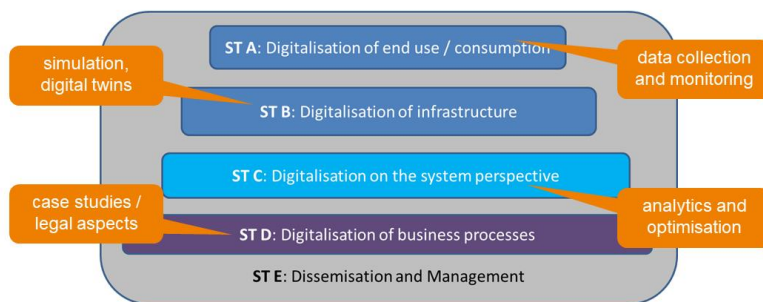 ST A: Digitalisation of end use / consumption
data collection
and monitoring
simulation,
digital twins
ST B: Digitalisation of infrastructure
ST C: Digitalisation on the system perspective
analytics and
optimisation
case studies /
legal aspects
ST D: Digitalisation of business processes
ST E: Dissemisation and Management